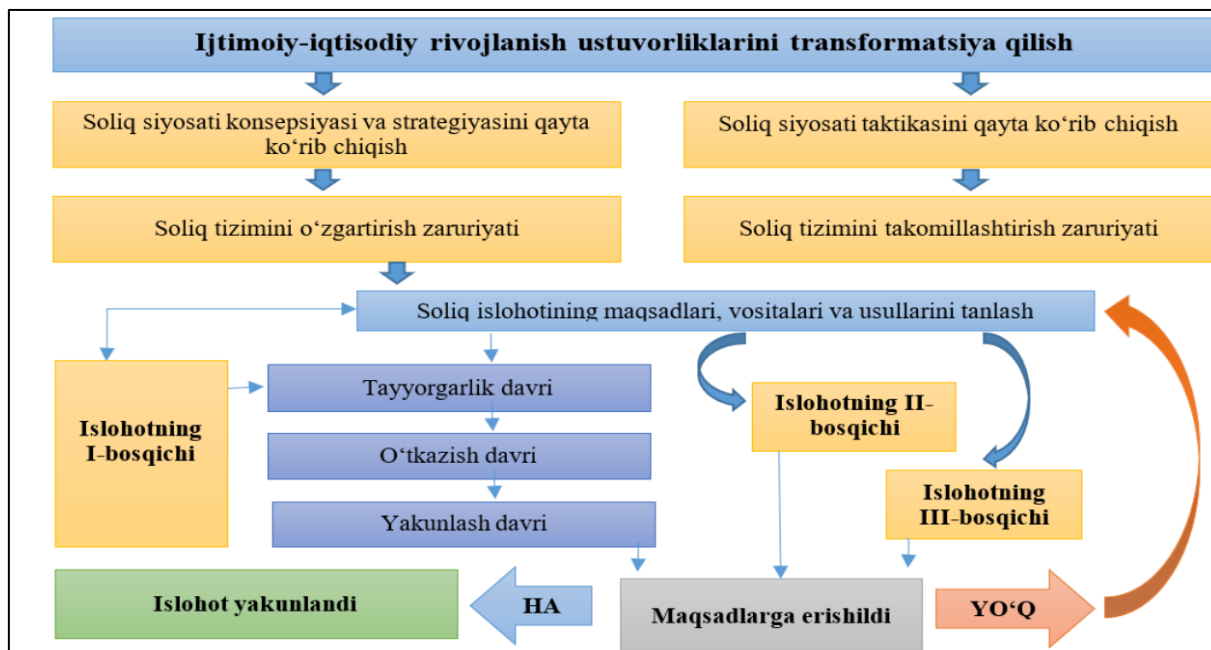 Ijtimoiy-iqtisodiy rivojlanish ustuvorliklarini transformatsiya qilish
Soliq siyosati konsepsiyasi va strategiyasini qayta
ko‘rib chiqish
Soliq siyosati taktikasini qayta ko‘rib chiqish
Soliq tizimini o‘zgartirish zaruriyati
Soliq tizimini takomillashtirish zaruriyati
Soliq islohotining maqsadlari, vositalari va usullarini tanlash
Islohotning
I-bosqichi
Tayyorgarlik davri
O‘tkazish davri
Yakunlash davri
Islohotning II-
bosqichi
Islohotning
III-bosqichi
Islohot yakunlandi
HA
Maqsadlarga erishildi
YO‘Q